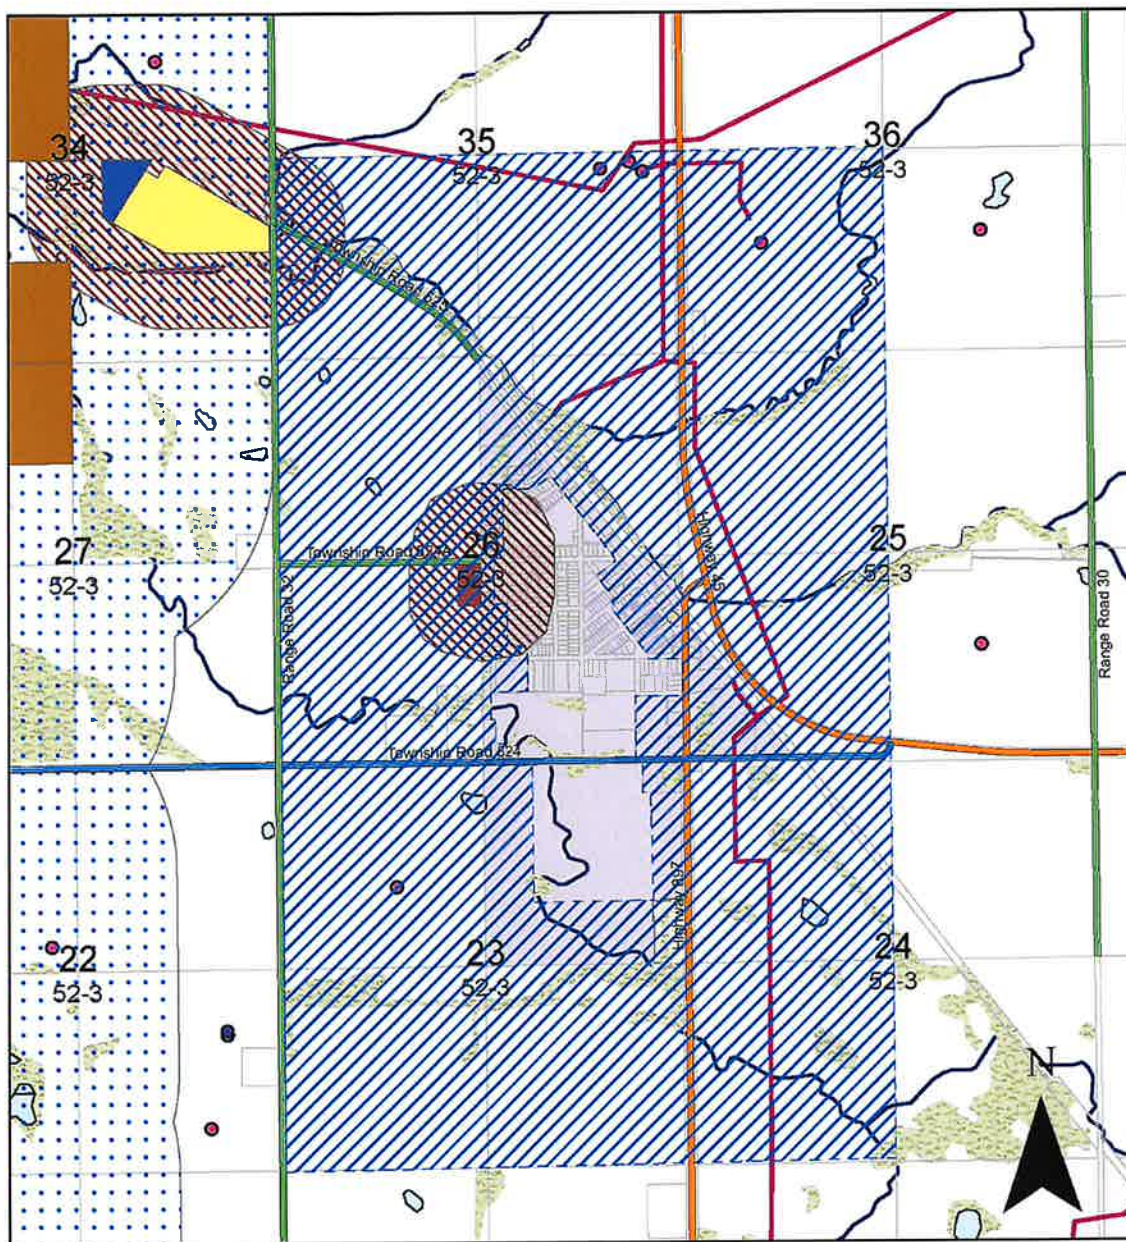 34
52-3
35
52-3
36
52-3
Township Road 525
27
52-3
Township Road 524A
26
52-3
Highway 45
25
52-3
Range Road 32
Range Road 30
Township Road 524
Highway 897
22
52-3
23
52-3
24
52-3
N